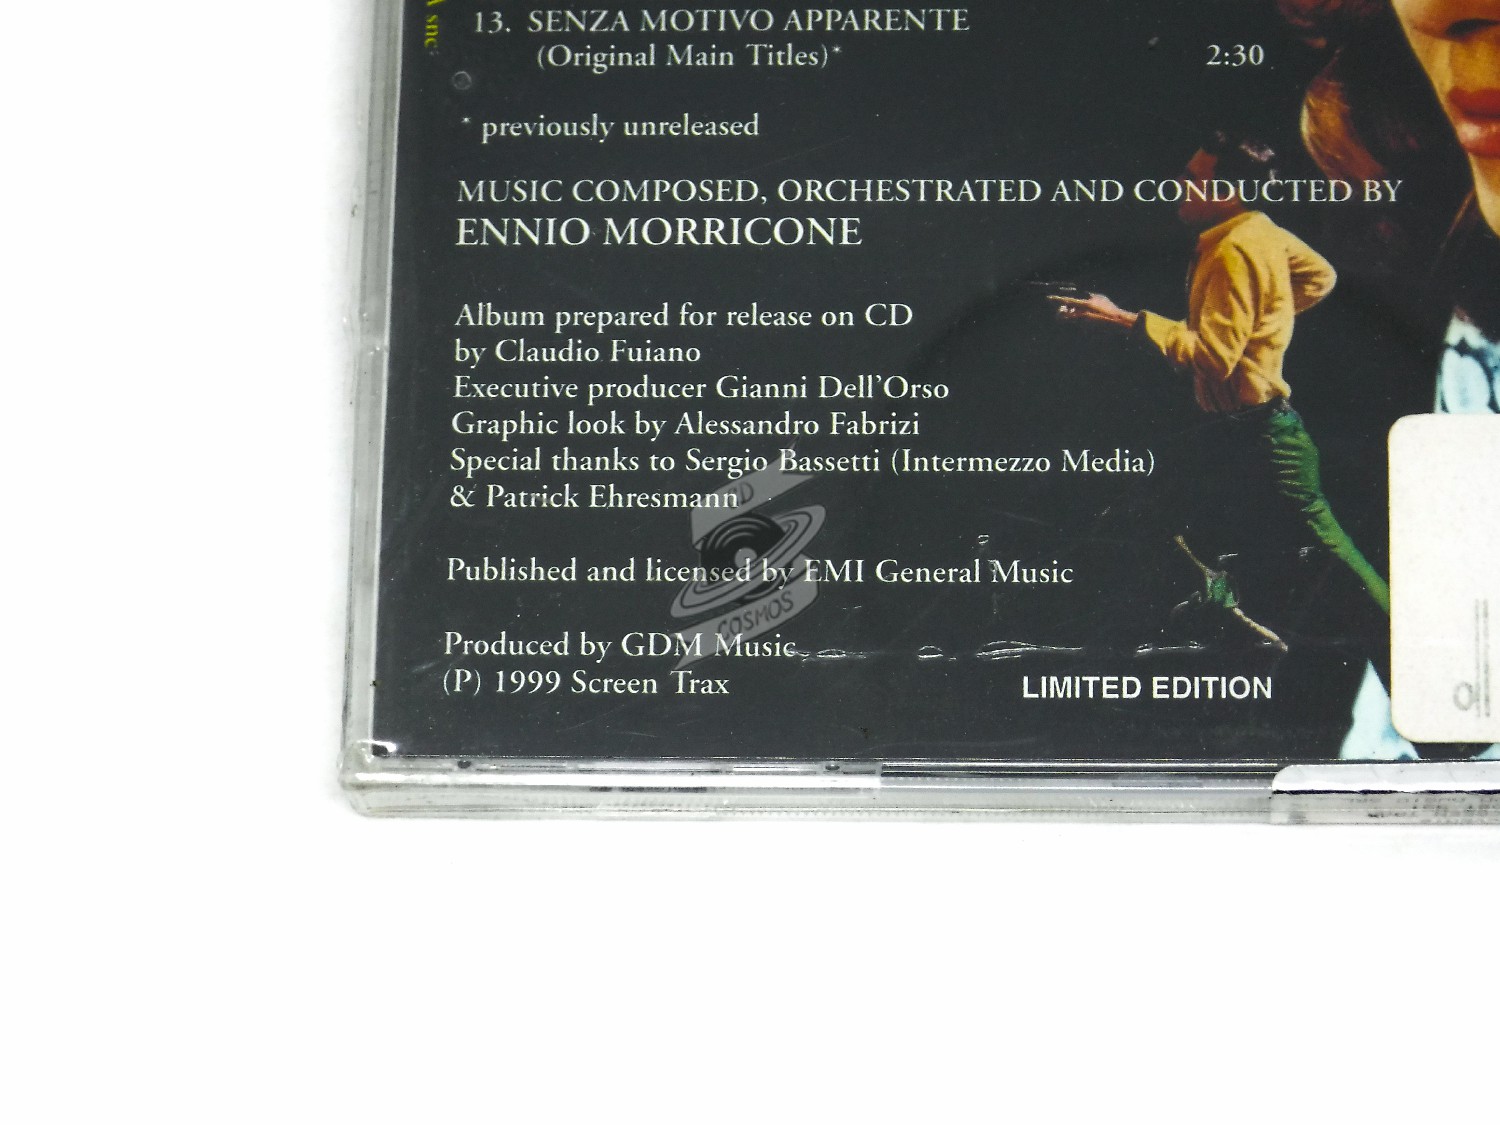 13. SENZA MOTIVO APPARENTE
(Original Main Titles)* 2:30
* previously unreleased
MUSIC COMPOSED, ORCHESTRATED AND CONDUCTED BY
ENNIO MORRICONE
Album prepared for release on CD
by Claudio Fuiano
Executive producer Gianni Dell'Orso
Graphic look by Alessandro Fabrizi
Special thanks to Sergio Bassetti (Intermezzo Media)
& Patrick Ehresmann
Published and licensed by EMI General Music
Produced by GDM Music
(P) 1999 Screen Trax
LIMITED EDITION
snc
CD
COSMOS